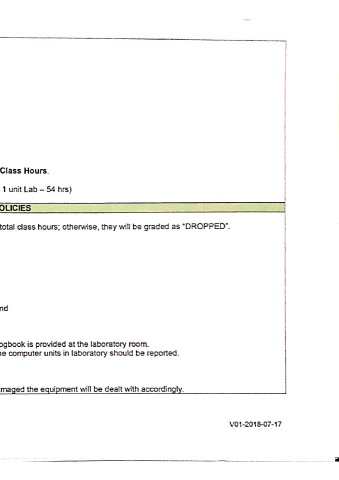 Class Hours.
1 unit Lab – 54 hrs)
OLICIES
total class hours; otherwise, they will be graded as "DROPPED".
nd
ogbook is provided at the laboratory room.
ne computer units in laboratory should be reported.
maged the equipment will be dealt with accordingly.
V01-2018-07-17